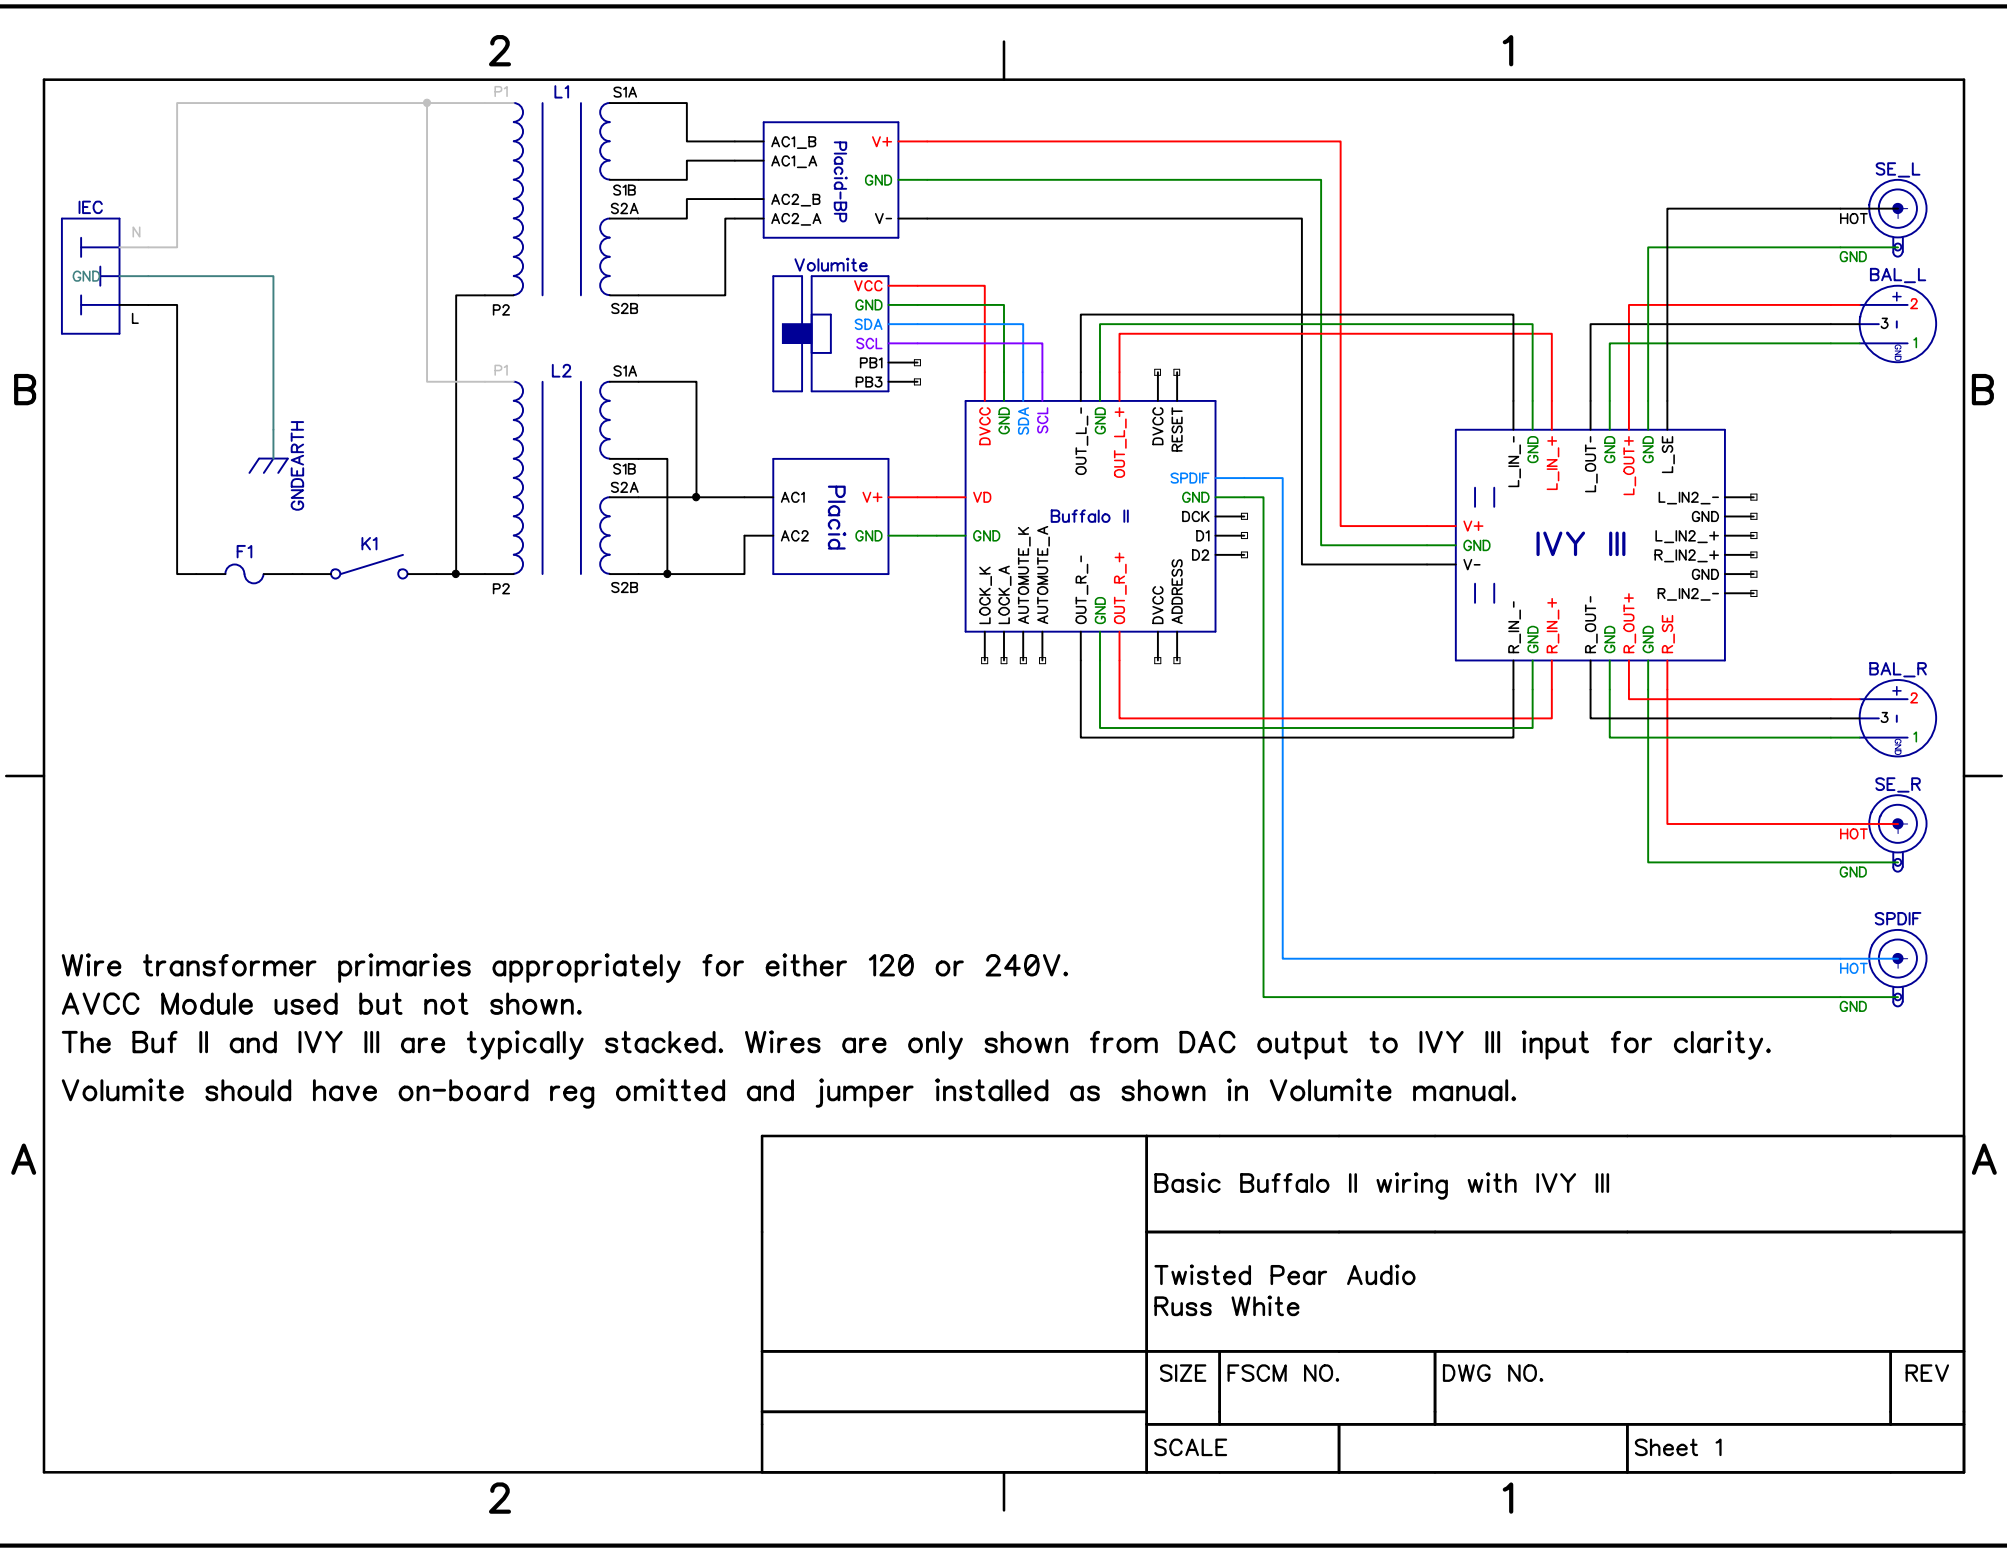 2
1
P1
L1
S1A
AC1_B
AC1_A
AC2_B
AC2_A
Placid-BP
V+
GND
V-
S1B
S2A
S2B
P2
IEC
N
GND
L
GNDEARTH
F1
K1
Volumite
VCC
GND
SDA
SCL
PB1
PB3
SE_L
HOT
GND
BAL_L
+
2
3
-
1
GND
B
B
P1
L2
S1A
S1B
S2A
S2B
P2
AC1
AC2
Placid
V+
GND
DVCC
GND
SDA
SCL
OUT_L_-
GND
OUT_L_+
DVCC
RESET
VD
GND
Buffalo II
SPDIF
GND
DCK
D1
D2
LOCK_K
LOCK_A
AUTOMUTE_K
AUTOMUTE_A
OUT_R_-
GND
OUT_R_+
DVCC
ADDRESS
L_IN_-
GND
L_IN_+
L_OUT-
GND
L_OUT+
GND
L_SE
V+
GND
V-
IVY III
L_IN2_-
GND
L_IN2_+
R_IN2_+
GND
R_IN2_-
R_IN_-
GND
R_IN_+
R_OUT-
GND
R_OUT+
GND
R_SE
BAL_R
+
2
3
-
1
GND
SE_R
HOT
GND
SPDIF
HOT
GND
Wire transformer primaries appropriately for either 120 or 240V.
AVCC Module used but not shown.
The Buf II and IVY III are typically stacked. Wires are only shown from DAC output to IVY III input for clarity.
Volumite should have on-board reg omitted and jumper installed as shown in Volumite manual.
A
A
Basic Buffalo II wiring with IVY III
Twisted Pear Audio
Russ White
SIZE
FSCM NO.
DWG NO.
REV
SCALE
Sheet 1
2
1